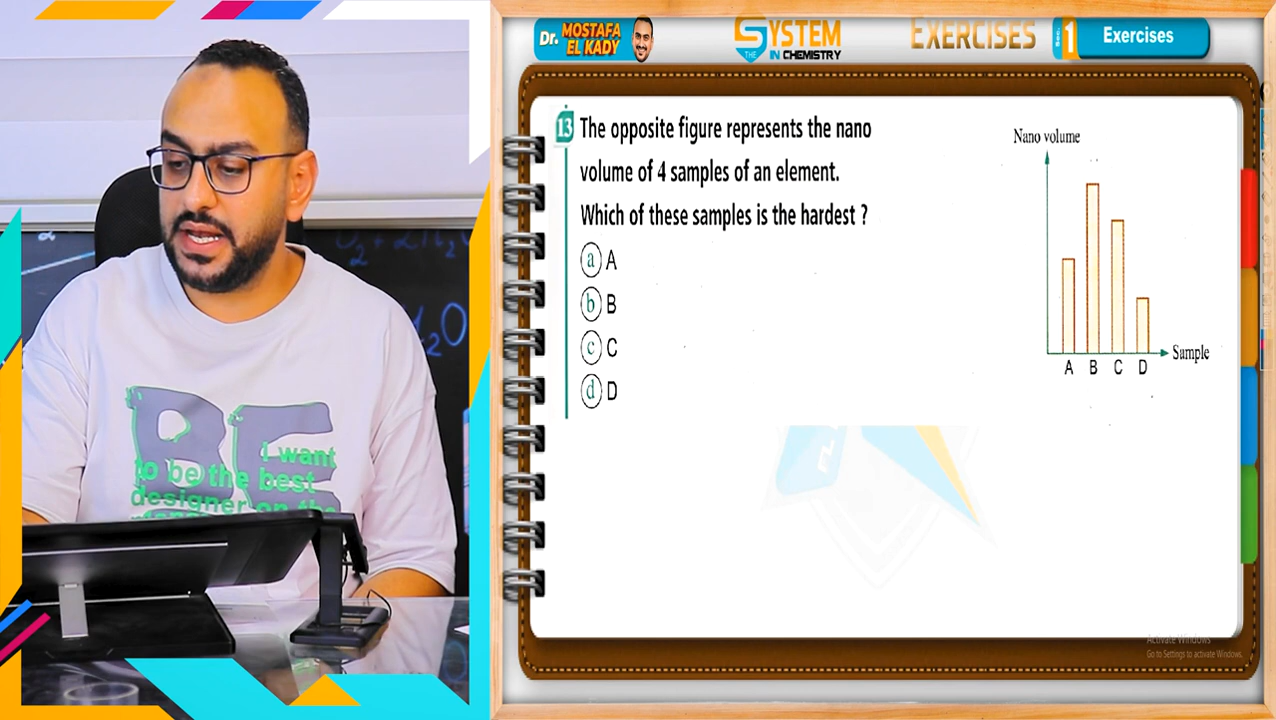 Dr. MOSTAFA EL KADY
SYSTEM
THE IN CHEMISTRY
EXERCISES
Sec. 1
Exercises
13 The opposite figure represents the nano
volume of 4 samples of an element.
Which of these samples is the hardest ?
a A
b B
c C
d D
Nano volume
Sample
A B C D
BE
I want
to be the best
designer on the
Activate Windows
Go to Settings to activate Windows.